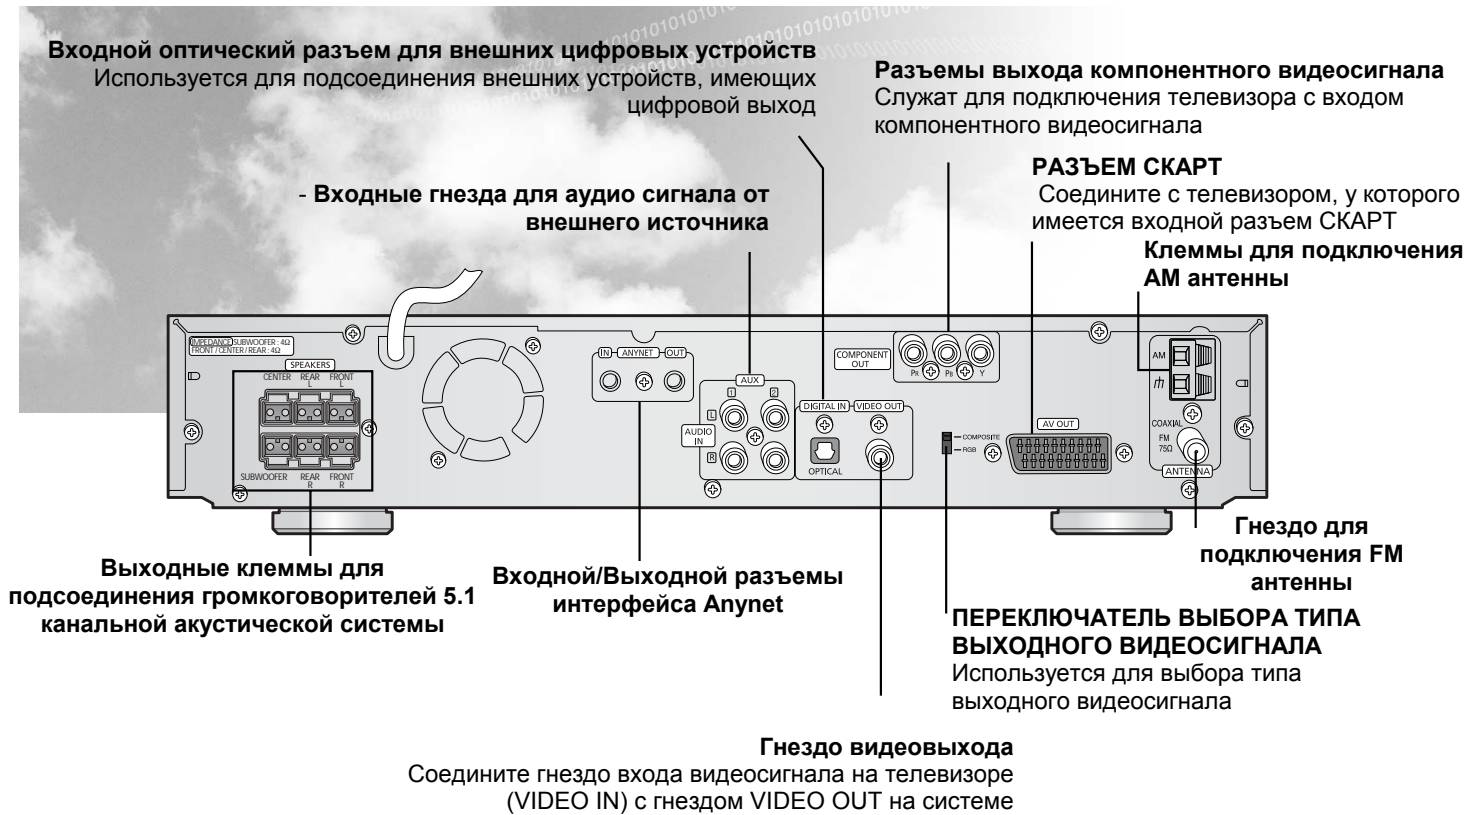 Входной оптический разъем для внешних цифровых устройств
Используется для подсоединения внешних устройств, имеющих
цифровой выход
Разъемы выхода компонентного видеосигнала
Служат для подключения телевизора с входом
компонентного видеосигнала
- Входные гнезда для аудио сигнала от
внешнего источника
РАЗЪЕМ СКАРТ
Соедините с телевизором, у которого
имеется входной разъем СКАРТ
Клеммы для подключения
АМ антенны
IMPEDANCE SUBWOOFER : 4Ω
FRONT / CENTER / REAR : 4Ω
SPEAKERS
CENTER REAR L FRONT L
SUBWOOFER REAR R FRONT R
IN ANYNET OUT
AUX
1 2
L
AUDIO IN
R
DIGITAL IN VIDEO OUT
OPTICAL
COMPONENT OUT
PR PB Y
COMPOSITE
RGB
AV OUT
AM
COAXIAL
FM
75Ω
ANTENNA
Выходные клеммы для
подсоединения громкоговорителей 5.1
канальной акустической системы
Входной/Выходной разъемы
интерфейса Anynet
Гнездо для
подключения FM
антенны
ПЕРЕКЛЮЧАТЕЛЬ ВЫБОРА ТИПА
ВЫХОДНОГО ВИДЕОСИГНАЛА
Используется для выбора типа
выходного видеосигнала
Гнездо видеовыхода
Соедините гнездо входа видеосигнала на телевизоре
(VIDEO IN) с гнездом VIDEO OUT на системе